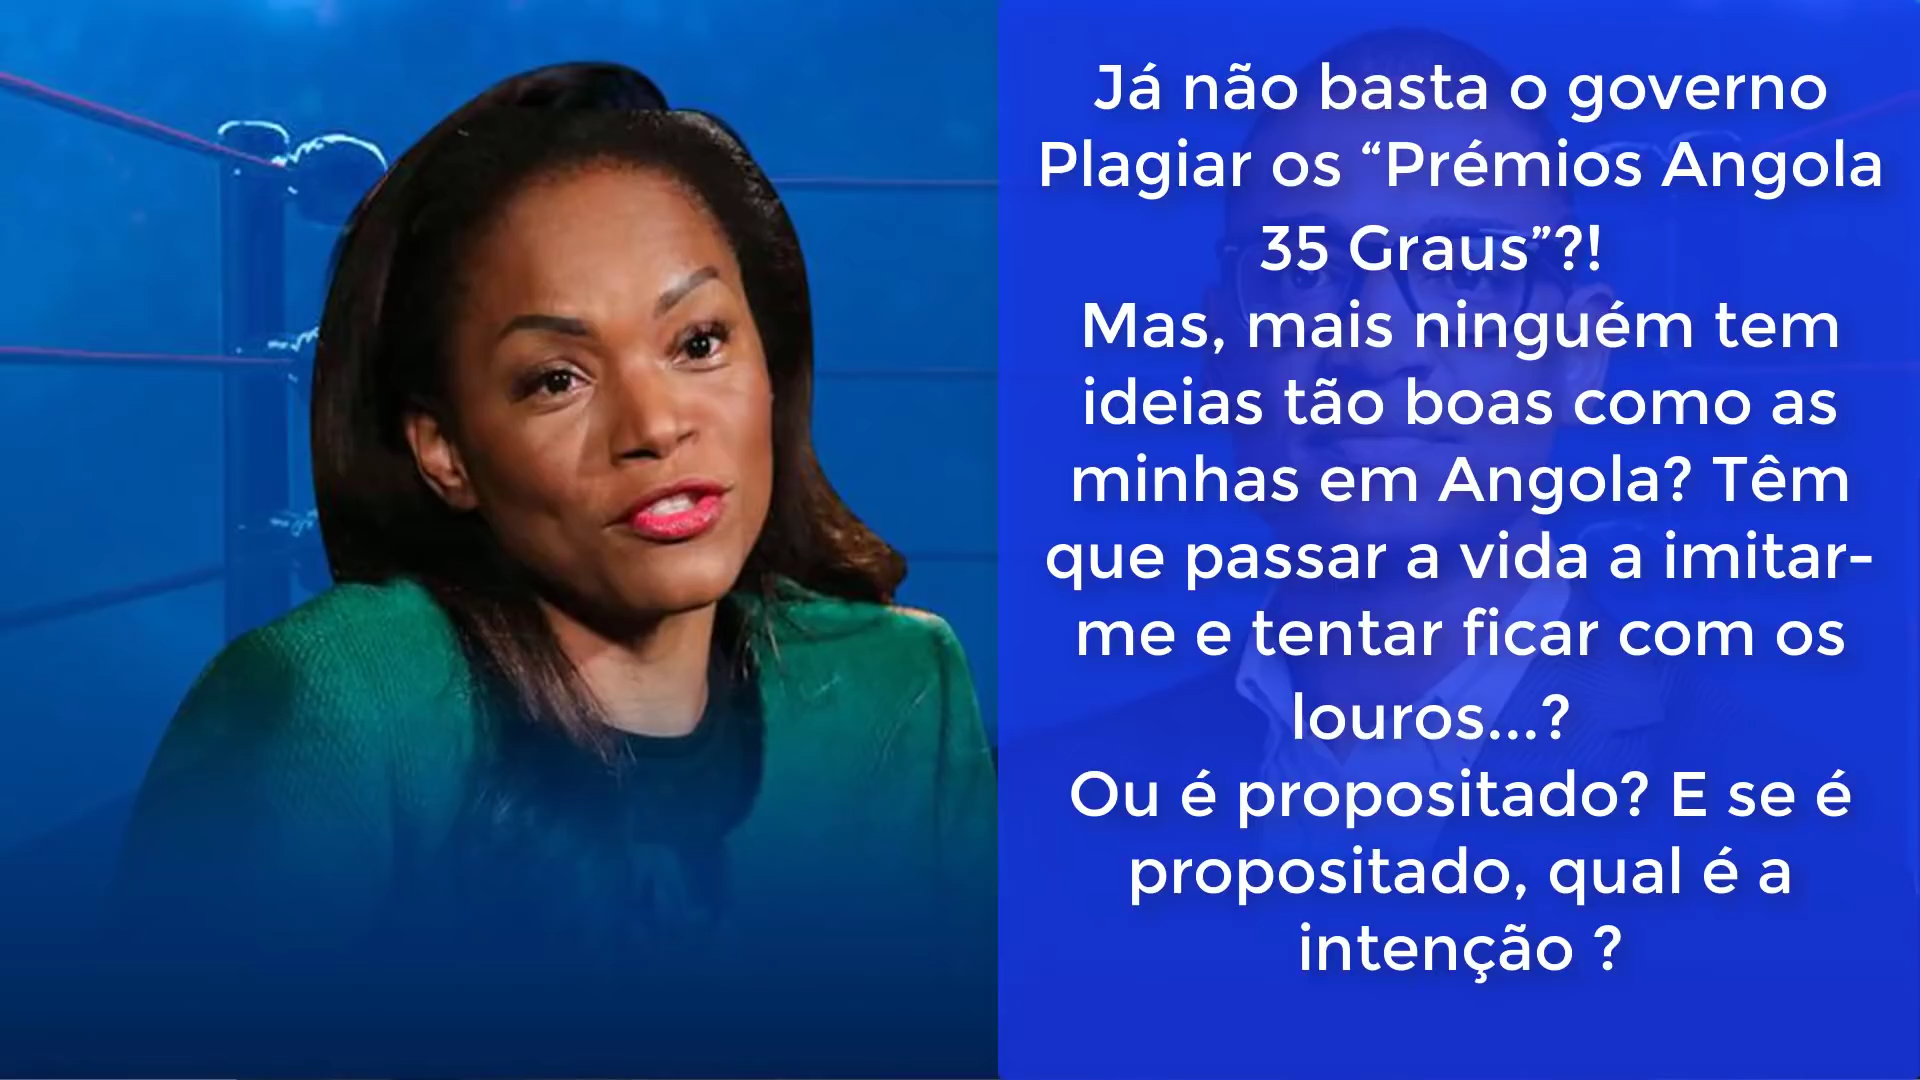 Já não basta o governo
Plagiar os “Prémios Angola
35 Graus”?!
Mas, mais ninguém tem
ideias tão boas como as
minhas em Angola? Têm
que passar a vida a imitar-
me e tentar ficar com os
louros...?
Ou é propositado? E se é
propositado, qual é a
intenção ?